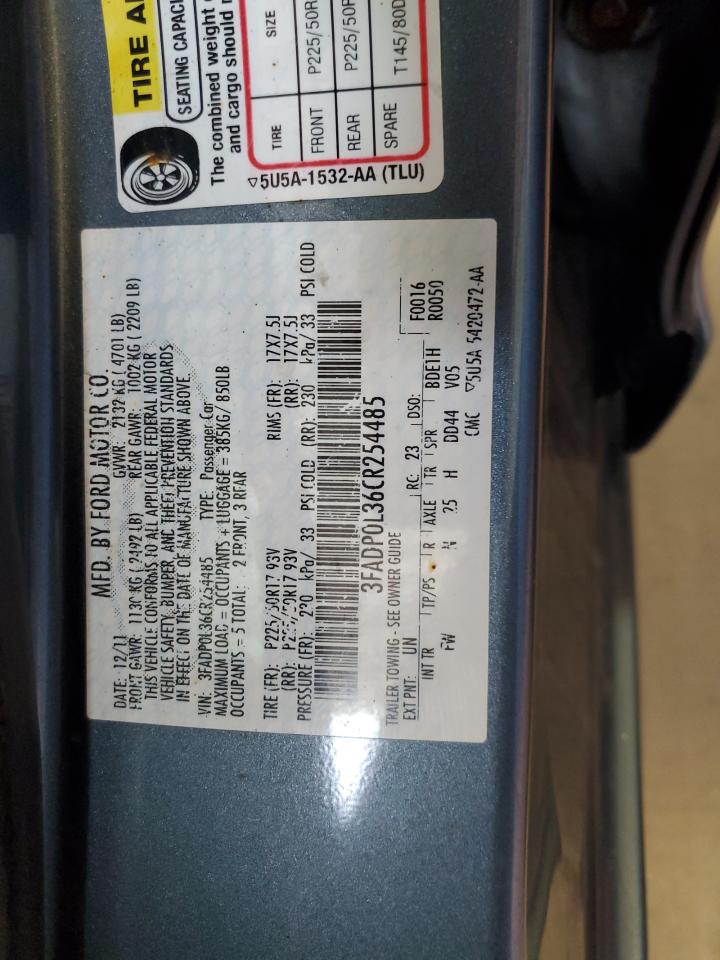 TIRE A
SEATING CAPACI
The combined weight
and cargo should
TIRE SIZE
FRONT P225/50R
REAR P225/50R
SPARE T145/80D
▽5U5A-1532-AA (TLU)
MFD. BY FORD MOTOR CO.
DATE: 12/11 GVWR: 2132 KG ( 4701 LB)
FRONT GAWR: 1130 KG ( 2492 LB) REAR GAWR: 1002 KG ( 2209 LB)
THIS VEHICLE CONFORMS TO ALL APPLICABLE FEDERAL MOTOR
VEHICLE SAFETY, BUMPER, AND THEFT PREVENTION STANDARDS
IN EFFECT ON THE DATE OF MANUFACTURE SHOWN ABOVE
VIN: 3FADP0L36CR254485 TYPE: Passenger Car
MAXIMUM LOAD = OCCUPANTS + LUGGAGE = 385KG/ 850LB
OCCUPANTS = 5 TOTAL: 2 FRONT, 3 REAR
TIRE (FR): P225/50R17 93V RIMS (FR): 17X7.5J
(RR): P225/50R17 93V (RR): 17X7.5J
PRESSURE (FR): 230 kPa/ 33 PSI COLD (RR): 230 kPa/ 33 PSI COLD
3FADP0L36CR254485
TRAILER TOWING - SEE OWNER GUIDE F0016
EXT PNT: UN RC: 23 DSO: R0050
INT TR TP/PS R AXLE TR SPR BDE1H
FW N 25 H DD44 V05
CMC ▽5U5A 5420472-AA